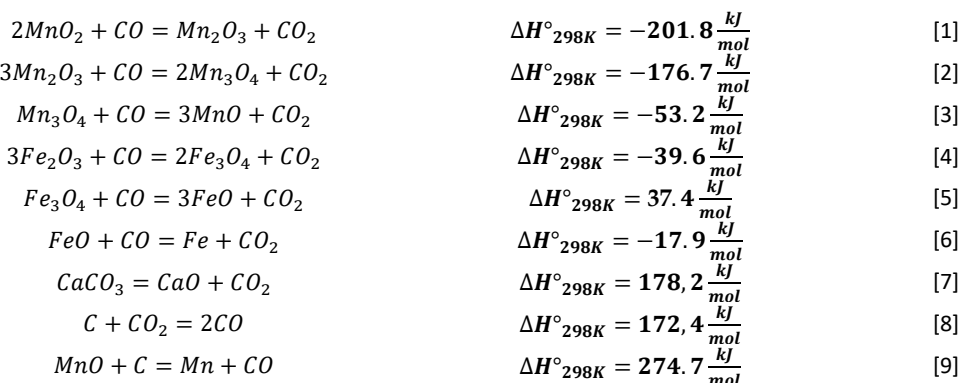 2MnO₂ + CO = Mn₂O₃ + CO₂ ΔH°₂₉₈K = −201.8 kJ/mol [1]
3Mn₂O₃ + CO = 2Mn₃O₄ + CO₂ ΔH°₂₉₈K = −176.7 kJ/mol [2]
Mn₃O₄ + CO = 3MnO + CO₂ ΔH°₂₉₈K = −53.2 kJ/mol [3]
3Fe₂O₃ + CO = 2Fe₃O₄ + CO₂ ΔH°₂₉₈K = −39.6 kJ/mol [4]
Fe₃O₄ + CO = 3FeO + CO₂ ΔH°₂₉₈K = 37.4 kJ/mol [5]
FeO + CO = Fe + CO₂ ΔH°₂₉₈K = −17.9 kJ/mol [6]
CaCO₃ = CaO + CO₂ ΔH°₂₉₈K = 178,2 kJ/mol [7]
C + CO₂ = 2CO ΔH°₂₉₈K = 172,4 kJ/mol [8]
MnO + C = Mn + CO ΔH°₂₉₈K = 274.7 kJ/mol [9]